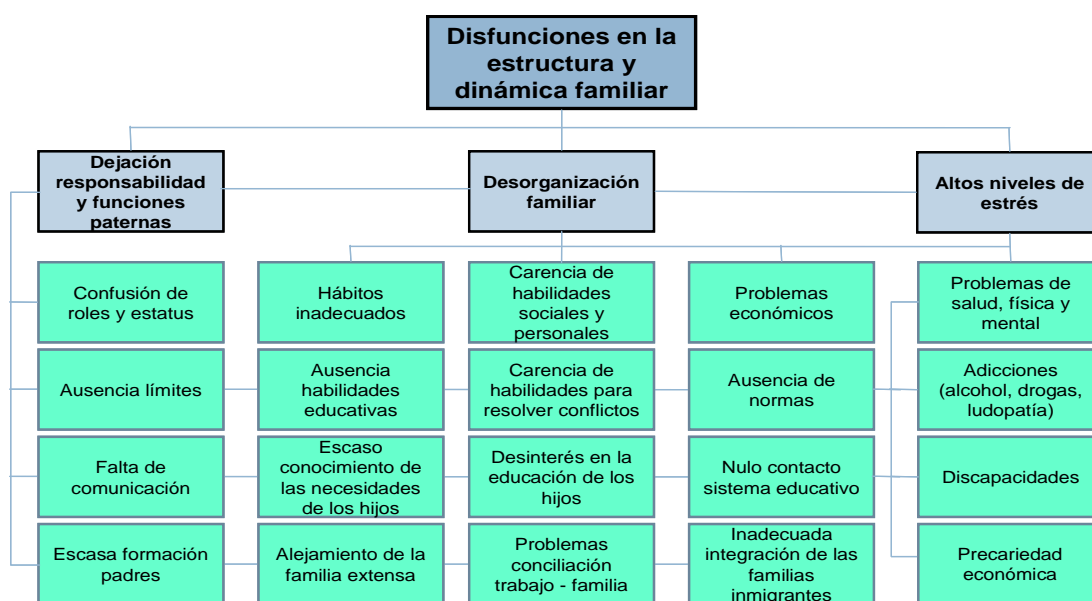 Disfunciones en la
estructura y
dinámica familiar
Dejación
responsabilidad
y funciones
paternas
Desorganización
familiar
Altos niveles de
estrés
Confusión de
roles y estatus
Hábitos
inadecuados
Carencia de
habilidades
sociales y
personales
Problemas
económicos
Problemas de
salud, física y
mental
Ausencia límites
Ausencia
habilidades
educativas
Carencia de
habilidades para
resolver conflictos
Ausencia de
normas
Adicciones
(alcohol, drogas,
ludopatía)
Falta de
comunicación
Escaso
conocimiento de
las necesidades
de los hijos
Desinterés en la
educación de los
hijos
Nulo contacto
sistema educativo
Discapacidades
Escasa formación
padres
Alejamiento de la
familia extensa
Problemas
conciliación
trabajo - familia
Inadecuada
integración de las
familias
inmigrantes
Precariedad
económica